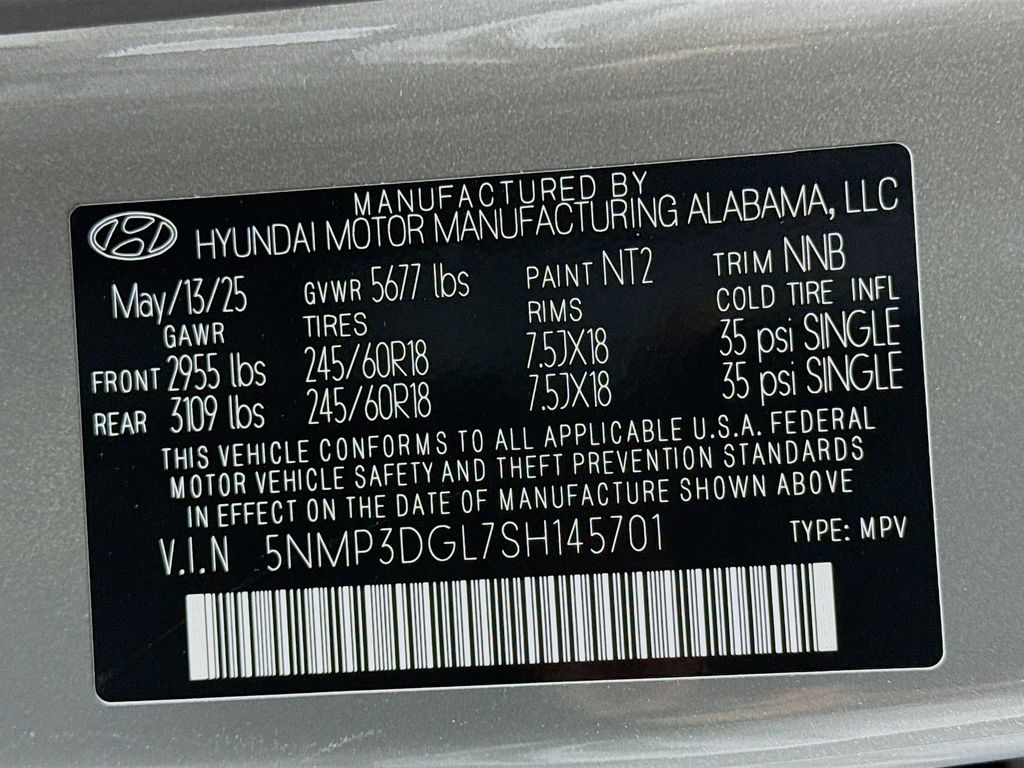 MANUFACTURED BY
HYUNDAI MOTOR MANUFACTURING ALABAMA, LLC
May/13/25 GVWR 5677 lbs PAINT NT2 TRIM NNB
GAWR TIRES RIMS COLD TIRE INFL
FRONT 2955 lbs 245/60R18 7.5JX18 35 psi SINGLE
REAR 3109 lbs 245/60R18 7.5JX18 35 psi SINGLE
THIS VEHICLE CONFORMS TO ALL APPLICABLE U.S.A. FEDERAL
MOTOR VEHICLE SAFETY AND THEFT PREVENTION STANDARDS
IN EFFECT ON THE DATE OF MANUFACTURE SHOWN ABOVE
V.I.N 5NMP3DGL7SH145701 TYPE: MPV